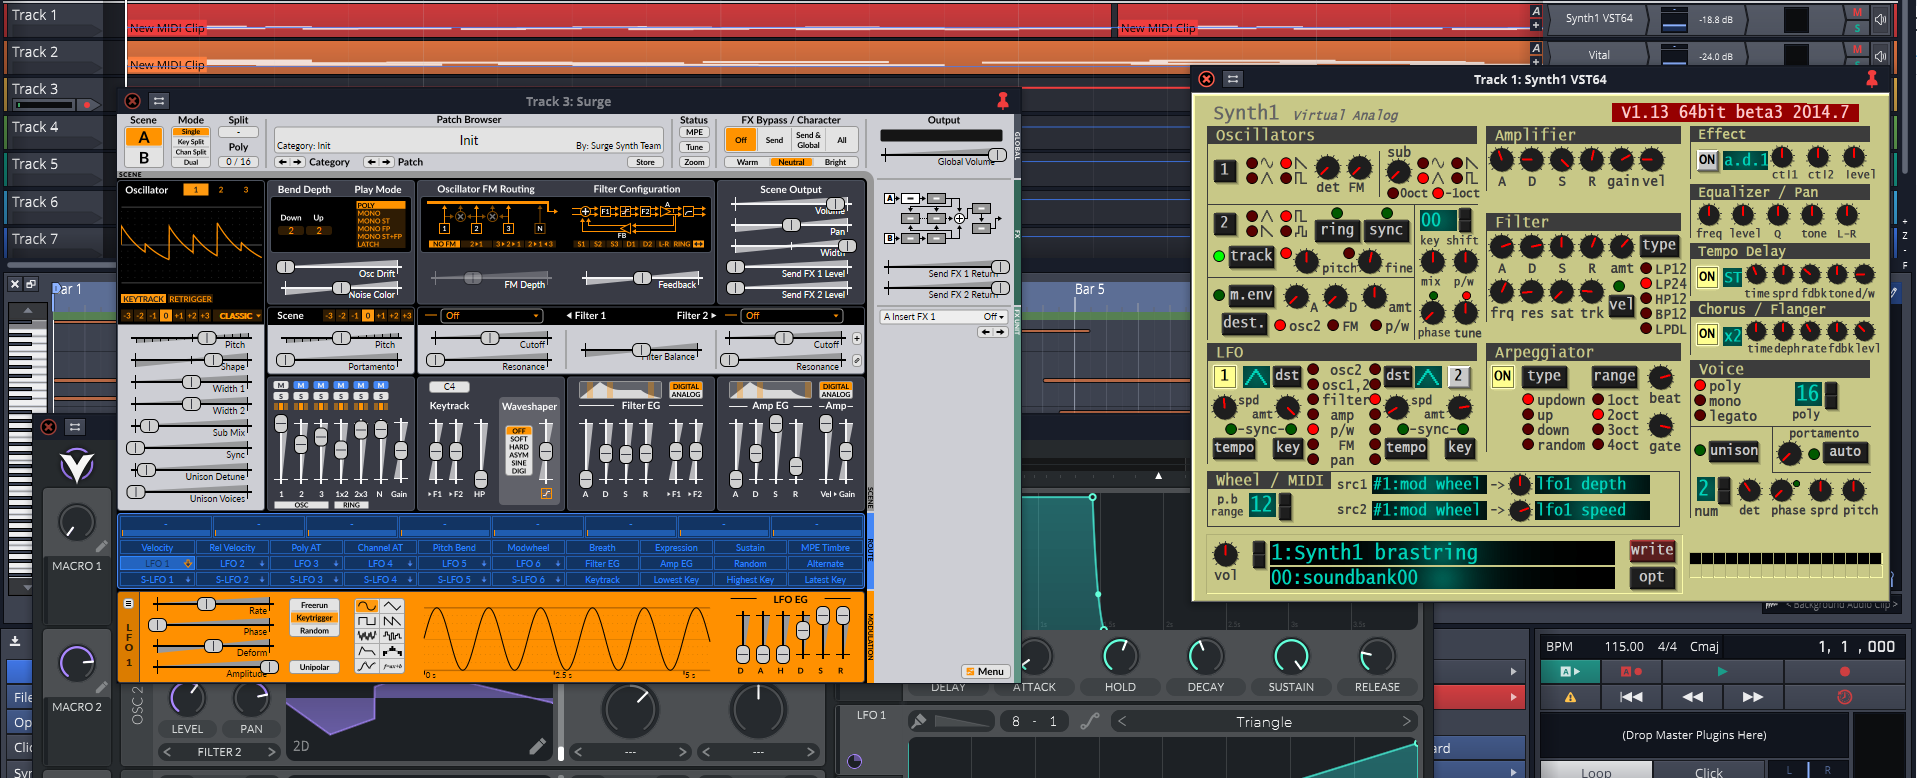 Track 1
New MIDI Clip
New MIDI Clip
A
Synth1 VST64
-18.8 dB
M
S
Track 2
New MIDI Clip
A
Vital
-24.0 dB
M
Track 3
Track 4
Track 5
Track 6
Track 7
Bar 1
Bar 5
Track 3: Surge
Scene
A
B
Mode
Single
Key Split
Chan Split
Dual
Split
-
Poly
0 / 16
Patch Browser
Init
Category: Init
By: Surge Synth Team
Category
Patch
Store
Status
MPE
Tune
Zoom
FX Bypass / Character
Off
Send
Send & Global
All
Warm
Neutral
Bright
Output
Global Volume
GLOBAL
SCENE
Oscillator
1 2 3
KEYTRACK RETRIGGER
-3 -2 -1 0 +1 +2 +3 CLASSIC
Pitch
Shape
Width 1
Width 2
Sub Mix
Sync
Unison Detune
Unison Voices
Bend Depth
Down Up
2 2
Play Mode
POLY
MONO
MONO ST
MONO FP
MONO ST+FP
LATCH
Osc Drift
Noise Color
Oscillator FM Routing
1 2 3 N
NO FM 2▸1 3▸2▸1 2▸1◂3
FM Depth
Filter Configuration
F1 F2 A
FB
S1 S2 S3 D1 D2 L-R RING
Feedback
Scene Output
Volume
Pan
Width
Send FX 1 Level
Send FX 2 Level
A
B
FX
Send FX 1 Return
Send FX 2 Return
A Insert FX 1
Off
FX UNIT
Scene
-3 -2 -1 0 +1 +2 +3
Pitch
Portamento
Off
Filter 1
Filter 2
Off
Cutoff
Resonance
Filter Balance
Cutoff
Resonance
M M M M M M
S S S S S S
1 2 3 1x2 2x3 N Gain
OSC RING
C4
Keytrack
F1 F2 HP
Waveshaper
OFF
SOFT
HARD
ASYM
SINE
DIGI
DIGITAL
ANALOG
Filter EG
A D S R F1 F2
DIGITAL
ANALOG
Amp EG
Amp
A D S R Vel Gain
SCENE
Velocity Rel Velocity Poly AT Channel AT Pitch Bend Modwheel Breath Expression Sustain MPE Timbre
LFO 1 LFO 2 LFO 3 LFO 4 LFO 5 LFO 6 Filter EG Amp EG Random Alternate
S-LFO 1 S-LFO 2 S-LFO 3 S-LFO 4 S-LFO 5 S-LFO 6 Keytrack Lowest Key Highest Key Latest Key
ROUTE
LFO 1
Rate
Phase
Deform
Amplitude
Freerun
Keytrigger
Random
Unipolar
0 s
2.5 s
5 s
LFO EG
D A H D S R
MODULATION
Menu
Track 1: Synth1 VST64
Synth1 Virtual Analog
V1.13 64bit beta3 2014.7
Oscillators
1
det FM
sub
0oct -1oct
2
ring
sync
00
key shift
track
pitch
fine
mix p/w
m.env
A D amt
dest.
osc2 FM p/w
phase tune
Amplifier
A D S R gain vel
Filter
A D S R amt
type
LP12
LP24
HP12
BP12
LPDL
frq res sat trk
vel
Effect
ON
a.d.1
ctl1 ctl2 level
Equalizer / Pan
freq level Q tone L-R
Tempo Delay
ON
ST
time sprd fdbk tone d/w
Chorus / Flanger
ON
x2
time deph rate fdbk levl
LFO
1
dst
spd
amt
sync
tempo
key
osc2
osc1,2
filter
amp
p/w
FM
pan
dst
2
spd
amt
sync
tempo
key
Arpeggiator
ON
type
range
beat
updown
up
down
random
1oct
2oct
3oct
4oct
gate
Voice
poly
mono
legato
16
poly
portamento
unison
auto
2
num
det phase sprd pitch
Wheel / MIDI
p.b
range
12
src1 #1:mod wheel -> lfo1 depth
src2 #1:mod wheel -> lfo1 speed
vol
1:Synth1 brastring
00:soundbank00
write
opt
< Background Audio Clip >
MACRO 1
MACRO 2
OSC 2
LEVEL
PAN
FILTER 2
2D
---
---
DELAY
ATTACK
HOLD
DECAY
SUSTAIN
RELEASE
LFO 1
8 - 1
Triangle
BPM 115.00 4/4 Cmaj
1, 1, 000
(Drop Master Plugins Here)
Loop
Click
L R